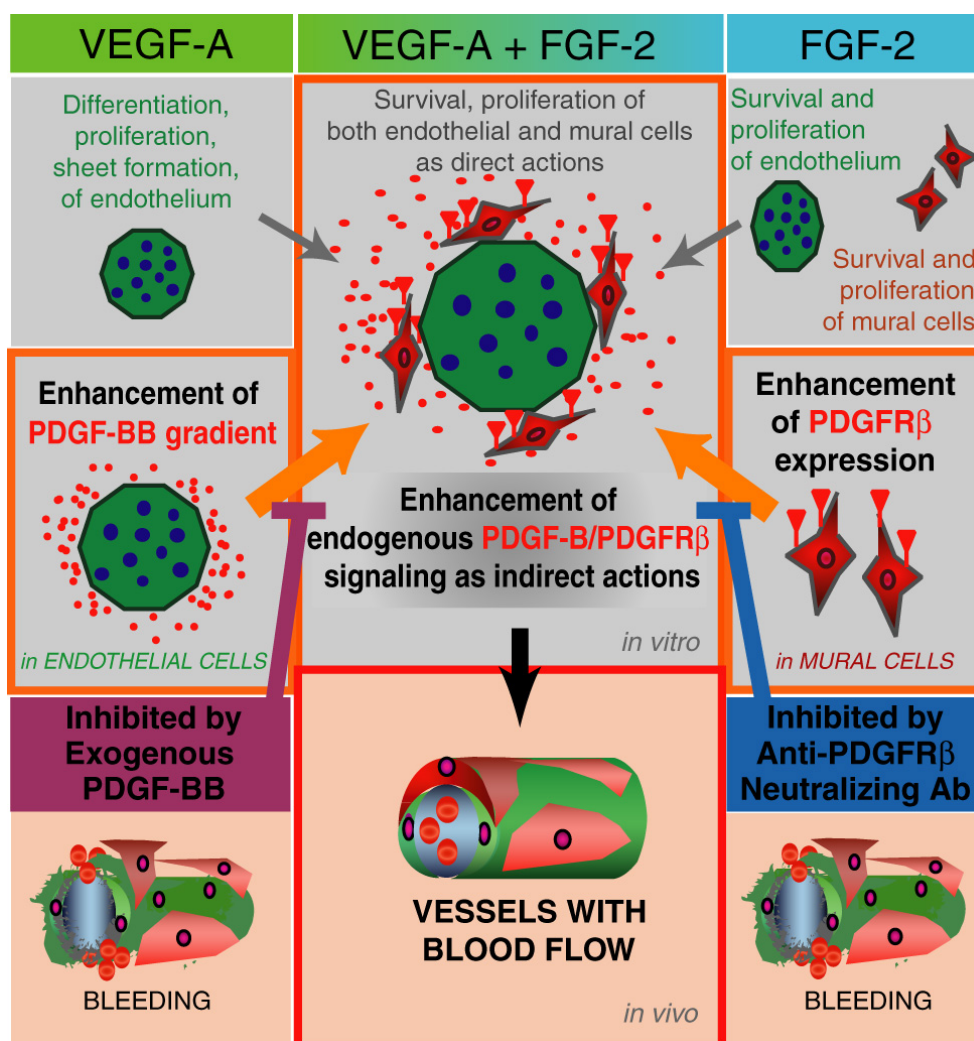 VEGF-A
VEGF-A + FGF-2
FGF-2
Differentiation,
proliferation,
sheet formation,
of endothelium
Survival, proliferation of
both endothelial and mural cells
as direct actions
Survival and
proliferation
of endothelium
Survival and
proliferation
of mural cells
Enhancement of
PDGF-BB gradient
in ENDOTHELIAL CELLS
Enhancement of
endogenous PDGF-B/PDGFRβ
signaling as indirect actions
in vitro
Enhancement
of PDGFRβ
expression
in MURAL CELLS
Inhibited by
Exogenous
PDGF-BB
BLEEDING
VESSELS WITH
BLOOD FLOW
in vivo
Inhibited by
Anti-PDGFRβ
Neutralizing Ab
BLEEDING